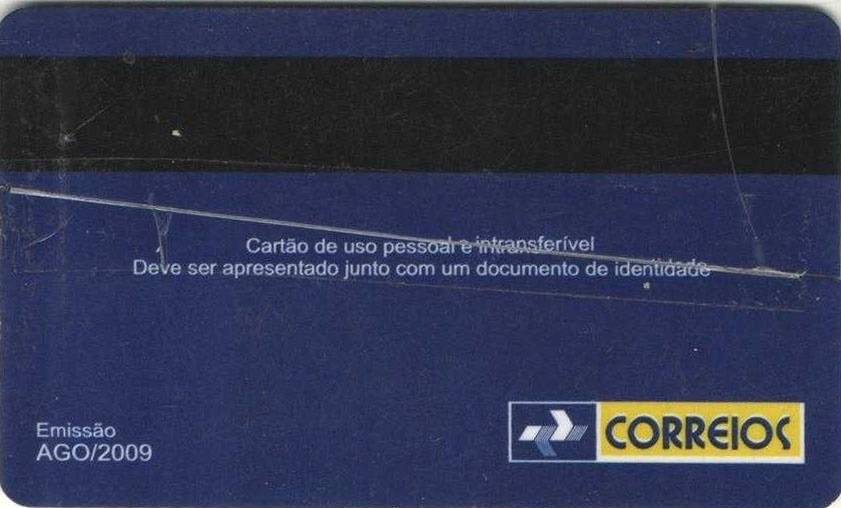 Cartão de uso pessoal e intransferível
Deve ser apresentado junto com um documento de identidade
Emissão
AGO/2009
CORREIOS